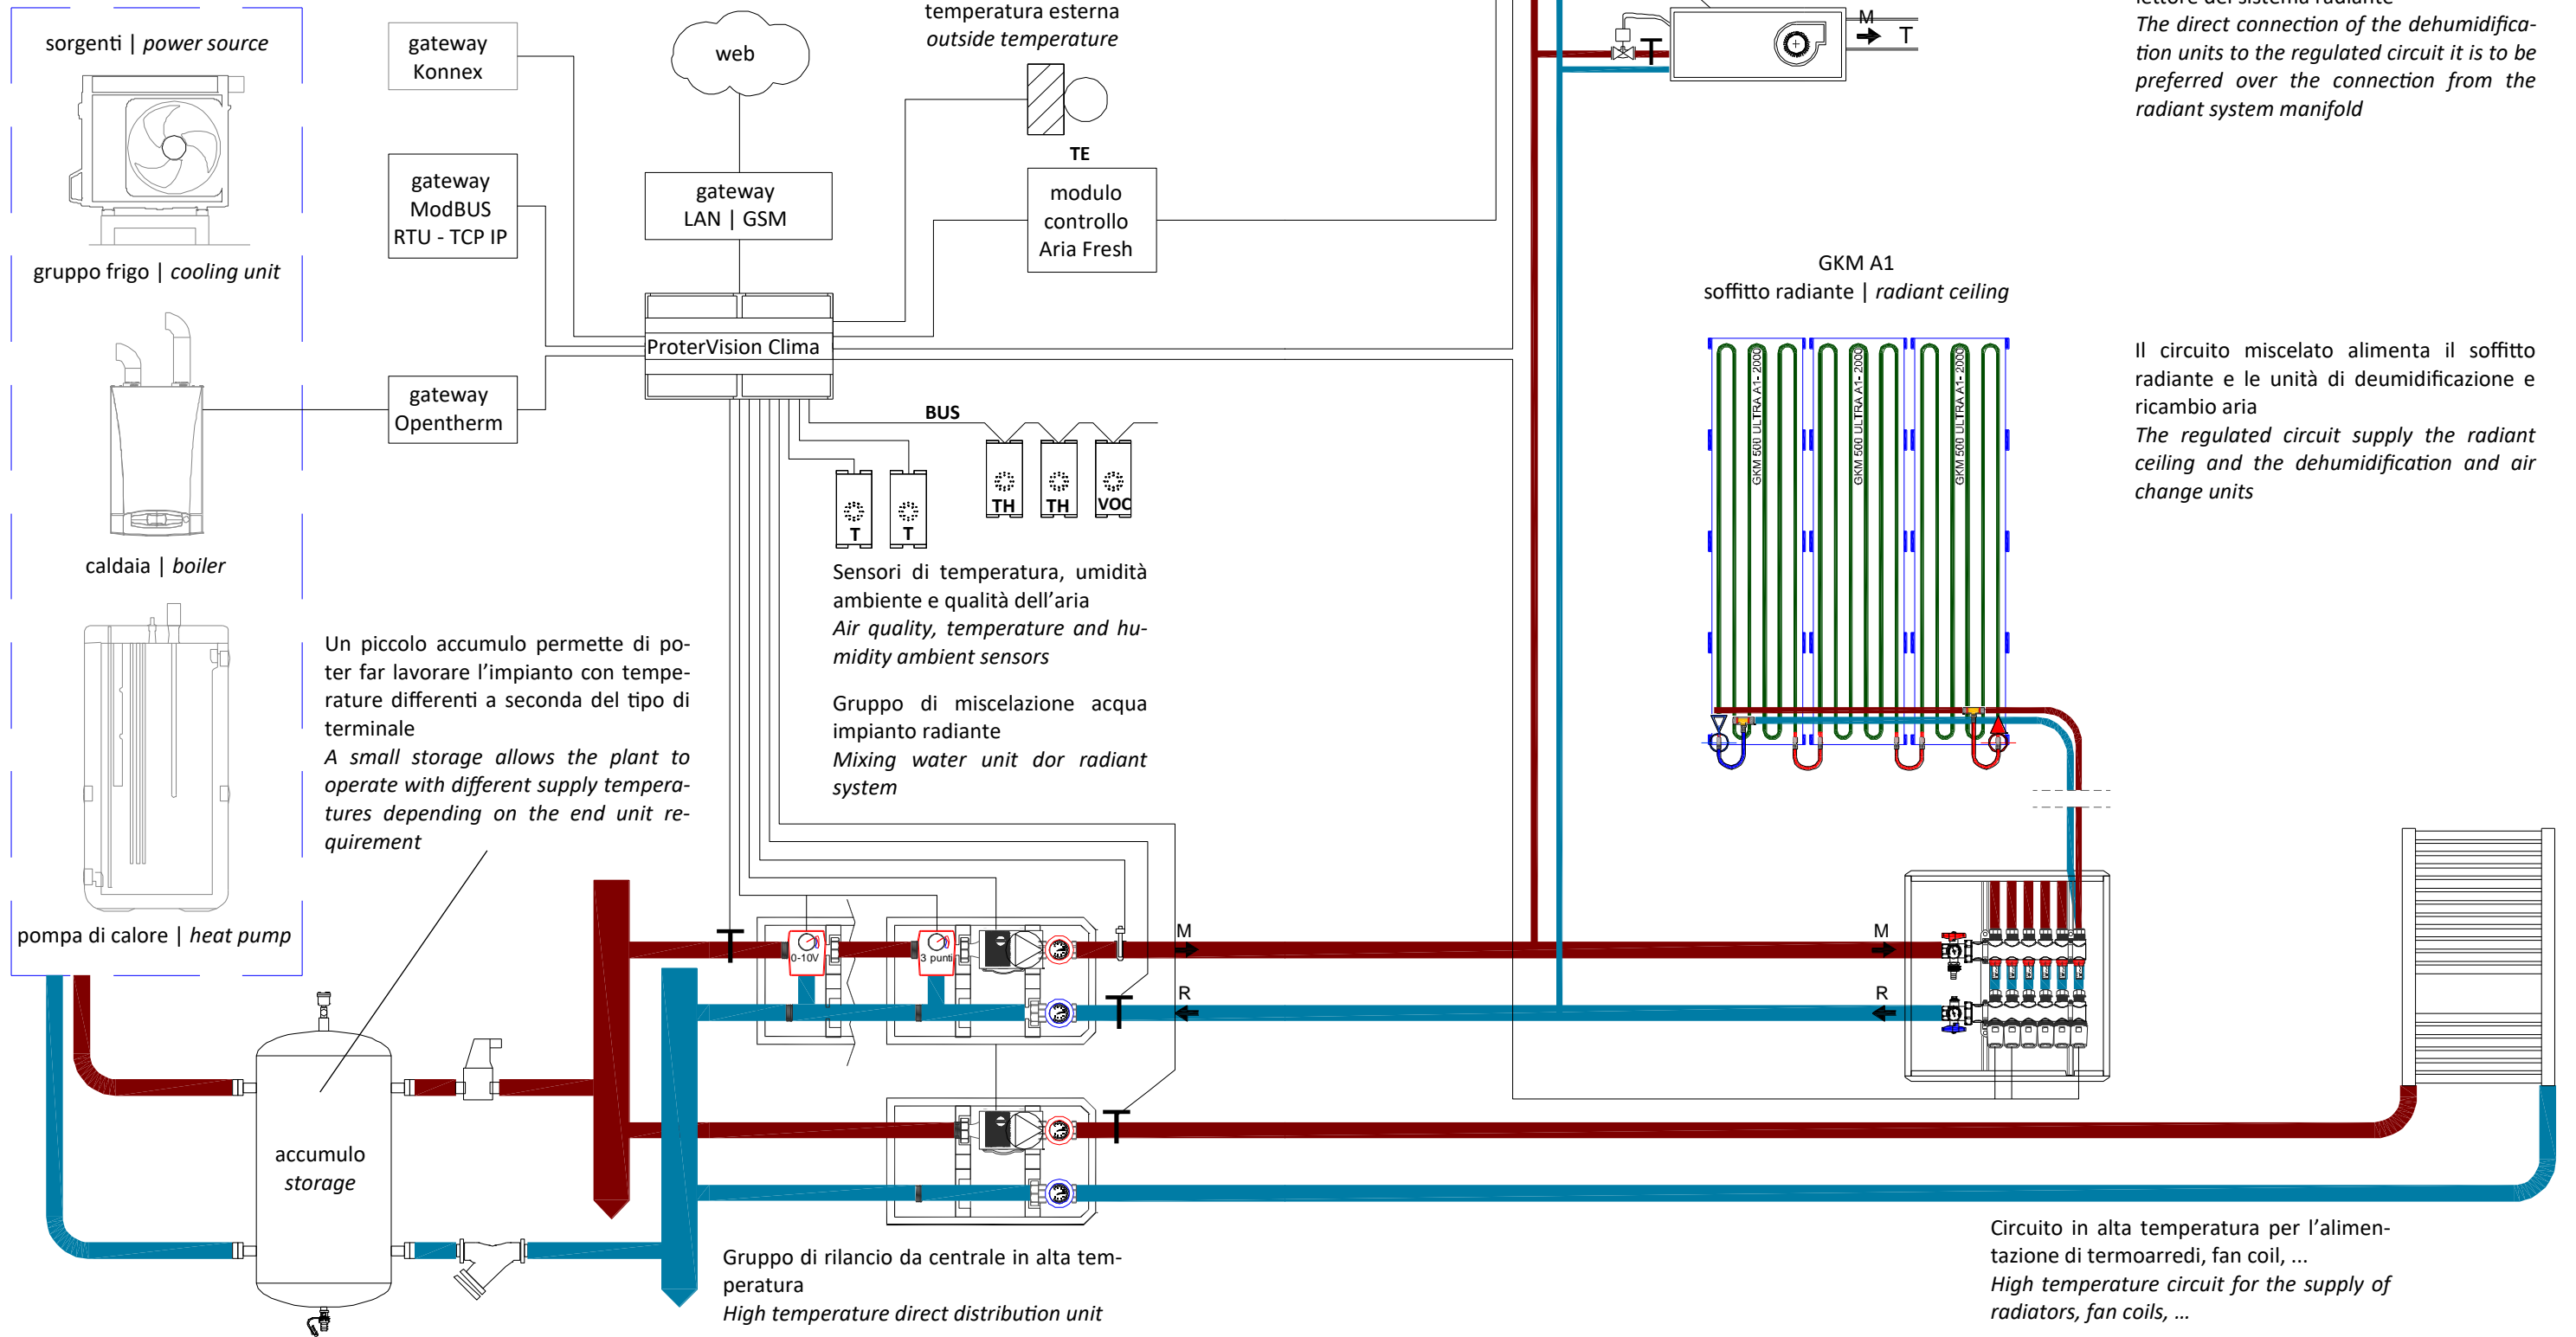 sorgenti | power source
gruppo frigo | cooling unit
caldaia | boiler
pompa di calore | heat pump
gateway
Konnex
gateway
ModBUS
RTU - TCP IP
gateway
Opentherm
web
gateway
LAN | GSM
ProterVision Clima
temperatura esterna
outside temperature
TE
modulo
controllo
Aria Fresh
BUS
TH
TH
VOC
T
T
Sensori di temperatura, umidità
ambiente e qualità dell’aria
Air quality, temperature and hu-
midity ambient sensors
Gruppo di miscelazione acqua
impianto radiante
Mixing water unit dor radiant
system
Un piccolo accumulo permette di po-
ter far lavorare l’impianto con tempe-
rature differenti a seconda del tipo di
terminale
A small storage allows the plant to
operate with different supply tempera-
tures depending on the end unit re-
quirement
accumulo
storage
T
0-10V
3 punti
M
R
T
T
Gruppo di rilancio da centrale in alta tem-
peratura
High temperature direct distribution unit
T
M
T
lettore del sistema radiante
The direct connection of the dehumidifica-
tion units to the regulated circuit it is to be
preferred over the connection from the
radiant system manifold
GKM A1
soffitto radiante | radiant ceiling
GKM 500 ULTRA A1- 2000
GKM 500 ULTRA A1- 2000
GKM 500 ULTRA A1- 2000
Il circuito miscelato alimenta il soffitto
radiante e le unità di deumidificazione e
ricambio aria
The regulated circuit supply the radiant
ceiling and the dehumidification and air
change units
M
R
Circuito in alta temperatura per l’alimen-
tazione di termoarredi, fan coil, ...
High temperature circuit for the supply of
radiators, fan coils, ...